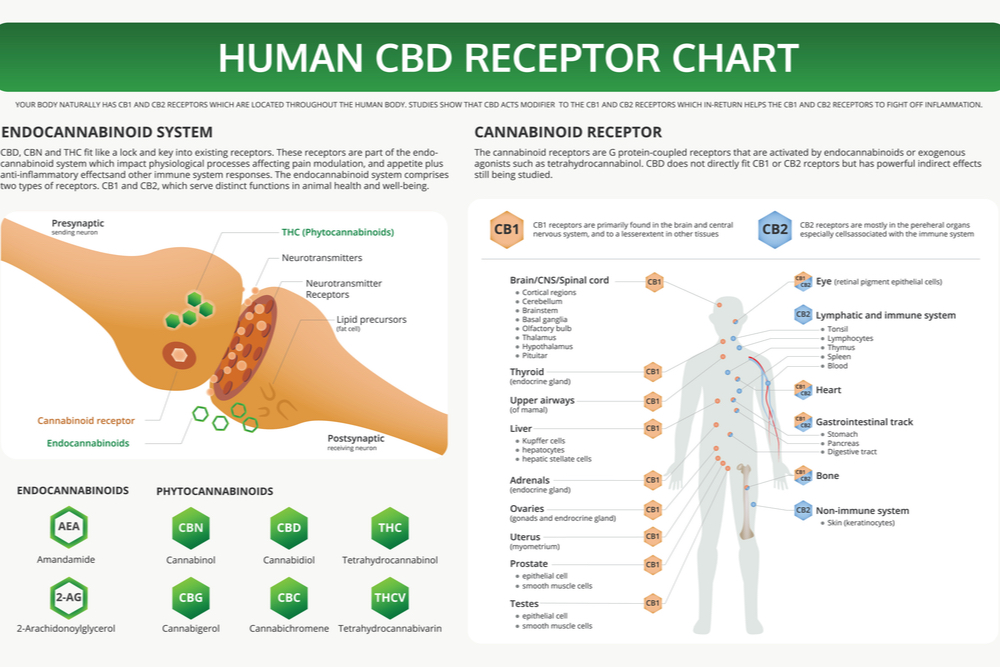 HUMAN CBD RECEPTOR CHART
YOUR BODY NATURALLY HAS CB1 AND CB2 RECEPTORS WHICH ARE LOCATED THROUGHOUT THE HUMAN BODY. STUDIES SHOW THAT CBD ACTS MODIFIER TO THE CB1 AND CB2 RECEPTORS WHICH IN-RETURN HELPS THE CB1 AND CB2 RECEPTORS TO FIGHT OFF INFLAMMATION.
ENDOCANNABINOID SYSTEM
CBD, CBN and THC fit like a lock and key into existing receptors. These receptors are part of the endo-
cannabinoid system which impact physiological processes affecting pain modulation, and appetite plus
anti-inflammatory effectsand other immune system responses. The endocannabinoid system comprises
two types of receptors. CB1 and CB2, which serve distinct functions in animal health and well-being.
Presynaptic
sending neuron
THC (Phytocannabinoids)
Neurotransmitters
Neurotransmitter
Receptors
Lipid precursors
(fat cell)
Cannabinoid receptor
Endocannabinoids
Postsynaptic
receiving neuron
ENDOCANNABINOIDS
AEA
Amandamide
2-AG
2-Arachidonoylglycerol
PHYTOCANNABINOIDS
CBN
Cannabinol
CBD
Cannabidiol
THC
Tetrahydrocannabinol
CBG
Cannabigerol
CBC
Cannabichromene
THCV
Tetrahydrocannabivarin
CANNABINOID RECEPTOR
The cannabinoid receptors are G protein-coupled receptors that are activated by endocannabinoids or exogenous
agonists such as tetrahydrocannabinol. CBD does not directly fit CB1 or CB2 rceptors but has powerful indirect effects
still being studied.
CB1
CB1 receptors are primarily found in the brain and central
nervous system, and to a lesserextent in other tissues
CB2
CB2 receptors are mostly in the pereheral organs
especially cellsassociated with the immune system
Brain/CNS/Spinal cord
CB1
• Cortical regions
• Cerebellum
• Brainstem
• Basal ganglia
• Olfactory bulb
• Thalamus
• Hypothalamus
• Pituitar
Thyroid
(endocrine gland)
CB1
Upper airways
(of mamal)
CB1
Liver
CB1
• Kupffer cells
• hepatocytes
• hepatic stellate cells
Adrenals
(endocrine gland)
CB1
Ovaries
(gonads and endrocrine gland)
CB1
Uterus
(myometrium)
CB1
Prostate
CB1
• epithelial cell
• smooth muscle cells
Testes
CB1
• epithelial cell
• smooth muscle cells
CB1
CB2
Eye (retinal pigment epithelial cells)
CB2
Lymphatic and immune system
• Tonsil
• Lymphocytes
• Thymus
• Spleen
• Blood
CB1
CB2
Heart
CB1
CB2
Gastrointestinal track
• Stomach
• Pancreas
• Digestive tract
CB1
CB2
Bone
CB2
Non-immune system
• Skin (keratinocytes)